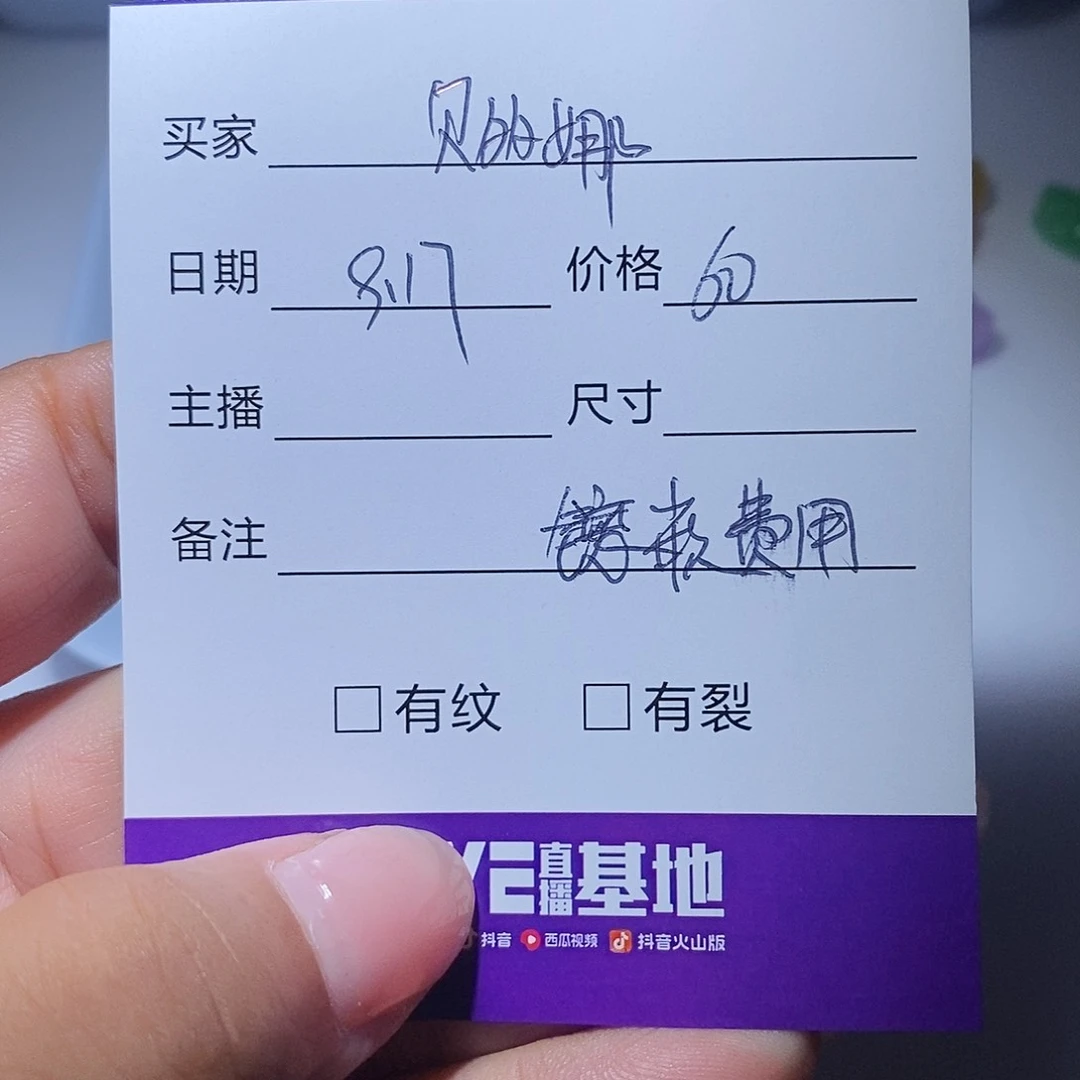 买家 贝的娜
日期 8.17 价格 60
主播 尺寸
备注 费用
□有纹 □有裂
VE直播基地
抖音 西瓜视频 抖音火山版